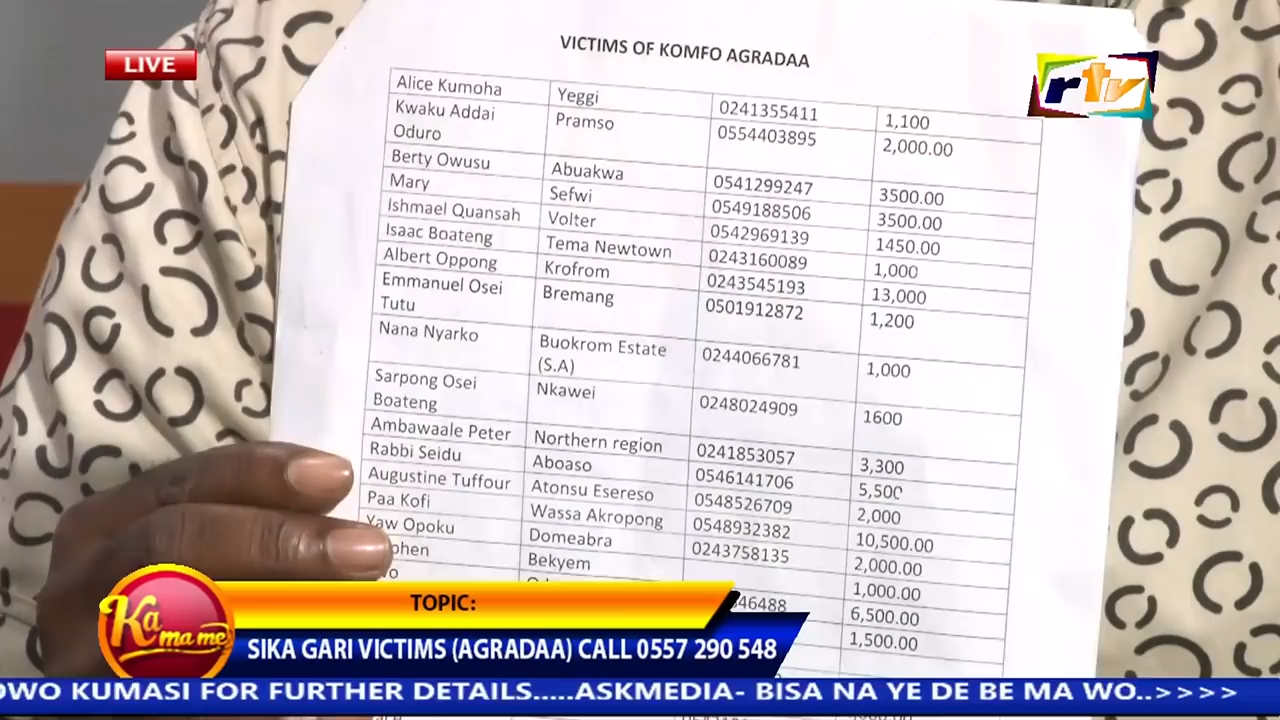 LIVE
rtv
VICTIMS OF KOMFO AGRADAA
Alice Kumoha Yeggi 0241355411 1,100
Kwaku Addai Pramso 0554403895 2,000.00
Oduro
Berty Owusu Abuakwa 0541299247 3500.00
Mary Sefwi 0549188506 3500.00
Ishmael Quansah Volter 0542969139 1450.00
Isaac Boateng Tema Newtown 0243160089 1,000
Albert Oppong Krofrom 0243545193 13,000
Emmanuel Osei Bremang 0501912872 1,200
Tutu
Nana Nyarko Buokrom Estate 0244066781 1,000
(S.A)
Sarpong Osei Nkawei 0248024909 1600
Boateng
Ambawaale Peter Northern region 0241853057 3,300
Rabbi Seidu Aboaso 0546141706 5,500
Augustine Tuffour Atonsu Esereso 0548526709 2,000
Paa Kofi Wassa Akropong 0548932382 10,500.00
Yaw Opoku Domeabra 0243758135 2,000.00
Bekyem 1,000.00
46488 6,500.00
1,500.00
Ka ma me
TOPIC:
SIKA GARI VICTIMS (AGRADAA) CALL 0557 290 548
DWO KUMASI FOR FURTHER DETAILS.....ASKMEDIA- BISA NA YE DE BE MA WO..>>>>